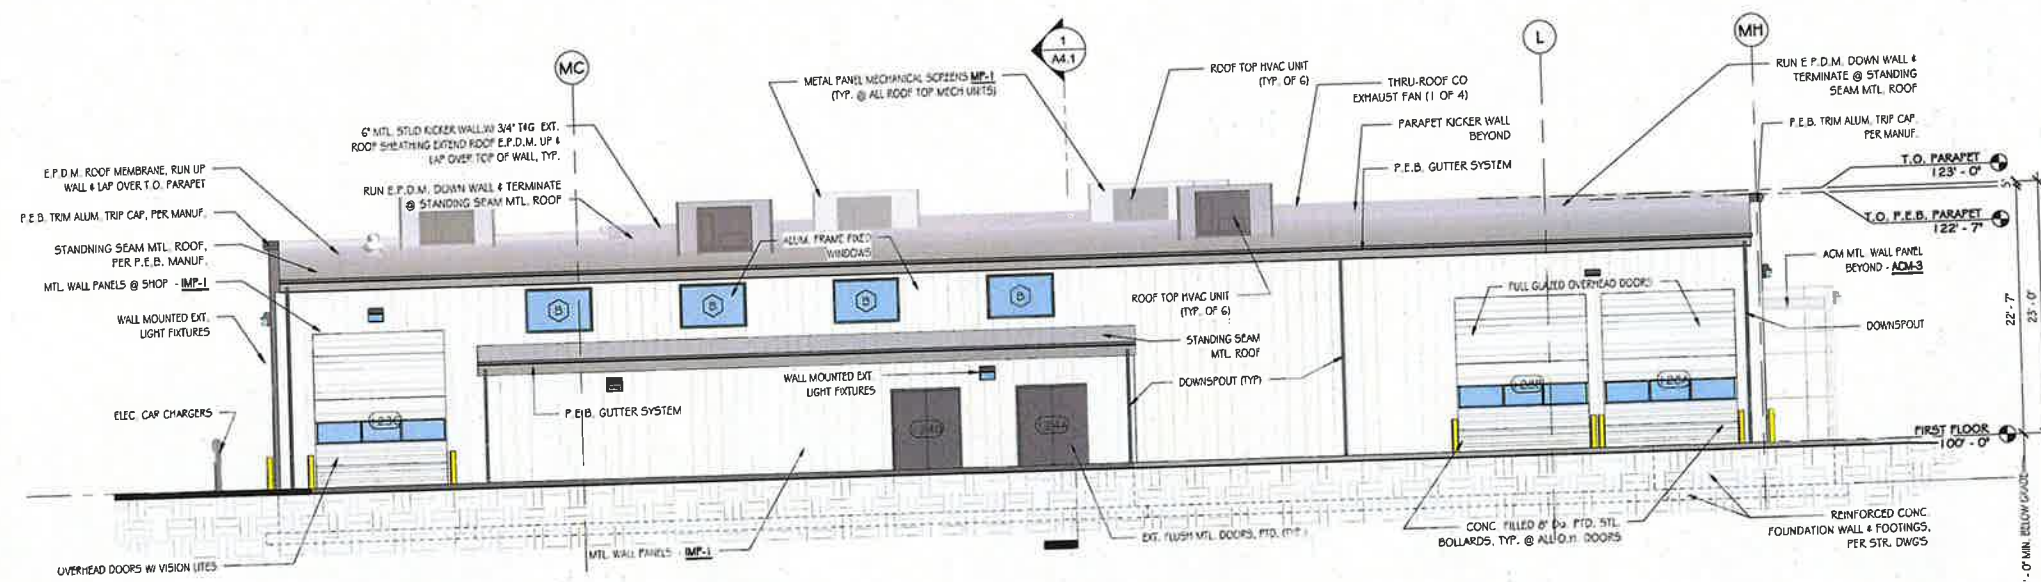 MC
1
A4.1
L
MH
METAL PANEL MECHANICAL SCREENS MP-1
(TYP. @ ALL ROOF TOP MECH UNITS)
ROOF TOP HVAC UNIT
(TYP. OF 6)
THRU-ROOF CO
EXHAUST FAN (1 OF 4)
RUN E.P.D.M. DOWN WALL &
TERMINATE @ STANDING
SEAM MTL. ROOF
6" MTL. STUD KICKER WALL W/ 3/4" T&G EXT.
ROOF SHEATHING EXTEND ROOF E.P.D.M. UP &
LAP OVER TOP OF WALL, TYP.
PARAPET KICKER WALL
BEYOND
P.E.B. TRIM ALUM. TRIP CAP
PER MANUF.
E.P.D.M. ROOF MEMBRANE, RUN UP
WALL & LAP OVER T.O. PARAPET
RUN E.P.D.M. DOWN WALL & TERMINATE
@ STANDING SEAM MTL. ROOF
P.E.B. GUTTER SYSTEM
T.O. PARAPET
123' - 0"
P.E.B. TRIM ALUM. TRIP CAP, PER MANUF.
T.O. P.E.B. PARAPET
122' - 7"
STANDNING SEAM MTL. ROOF,
PER P.E.B. MANUF.
ALUM. FRAME FIXED
WINDOWS
ACM MTL WALL PANEL
BEYOND - ACM-3
MTL. WALL PANELS @ SHOP - IMP-1
FULL GLAZED OVERHEAD DOORS
B
B
B
B
ROOF TOP HVAC UNIT
(TYP. OF 6)
WALL MOUNTED EXT.
LIGHT FIXTURES
DOWNSPOUT
22' - 7"
23' - 0"
STANDING SEAM
MTL. ROOF
WALL MOUNTED EXT.
LIGHT FIXTURES
DOWNSPOUT (TYP)
ELEC. CAR CHARGERS
P.E.B. GUTTER SYSTEM
FIRST FLOOR
100' - 0"
CONC FILLED 8" DIA. PTD. STL.
BOLLARDS, TYP. @ ALL O.H. DOORS
REINFORCED CONC.
FOUNDATION WALL & FOOTINGS,
PER STR. DWGS
EXT. FLUSH MTL. DOORS, PTD. (TYP.)
MTL. WALL PANELS - IMP-1
OVERHEAD DOORS W/ VISION LITES
- 0" MIN. BELOW GRADE